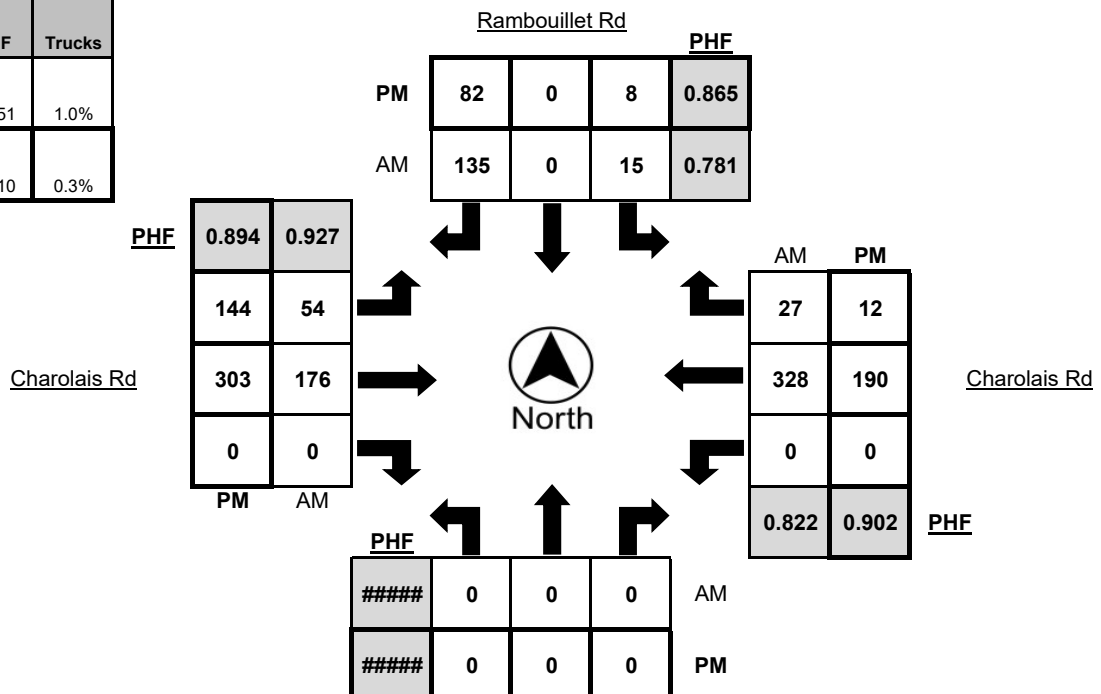 Rambouillet Rd
F Trucks
PHF
PM 82 0 8 0.865
51 1.0%
AM 135 0 15 0.781
10 0.3%
PHF 0.894 0.927
AM PM
144 54 27 12
Charolais Rd 303 176 328 190 Charolais Rd
North
0 0 0 0
PM AM
0.822 0.902 PHF
PHF
##### 0 0 0 AM
##### 0 0 0 PM